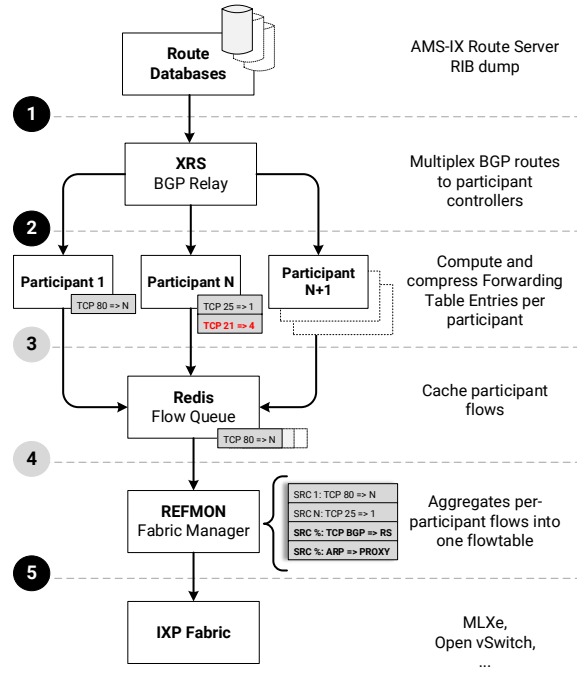 Route
Databases
AMS-IX Route Server
RIB dump
1
XRS
BGP Relay
Multiplex BGP routes
to participant
controllers
2
Participant 1
TCP 80 => N
Participant N
TCP 25 => 1
TCP 21 => 4
Participant
N+1
Compute and
compress Forwarding
Table Entries per
participant
3
Redis
Flow Queue
TCP 80 => N
Cache participant
flows
4
REFMON
Fabric Manager
SRC 1: TCP 80 => N
SRC N: TCP 25 => 1
SRC %: TCP BGP => RS
SRC %: ARP => PROXY
Aggregates per-
participant flows into
one flowtable
5
IXP Fabric
MLXe,
Open vSwitch,
...